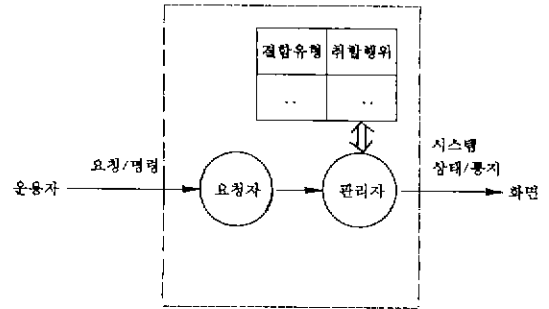 결함유형 취할행위
.. ..
시스템
요청/명령 상태/통지
운용자 요청자 관리자 화면